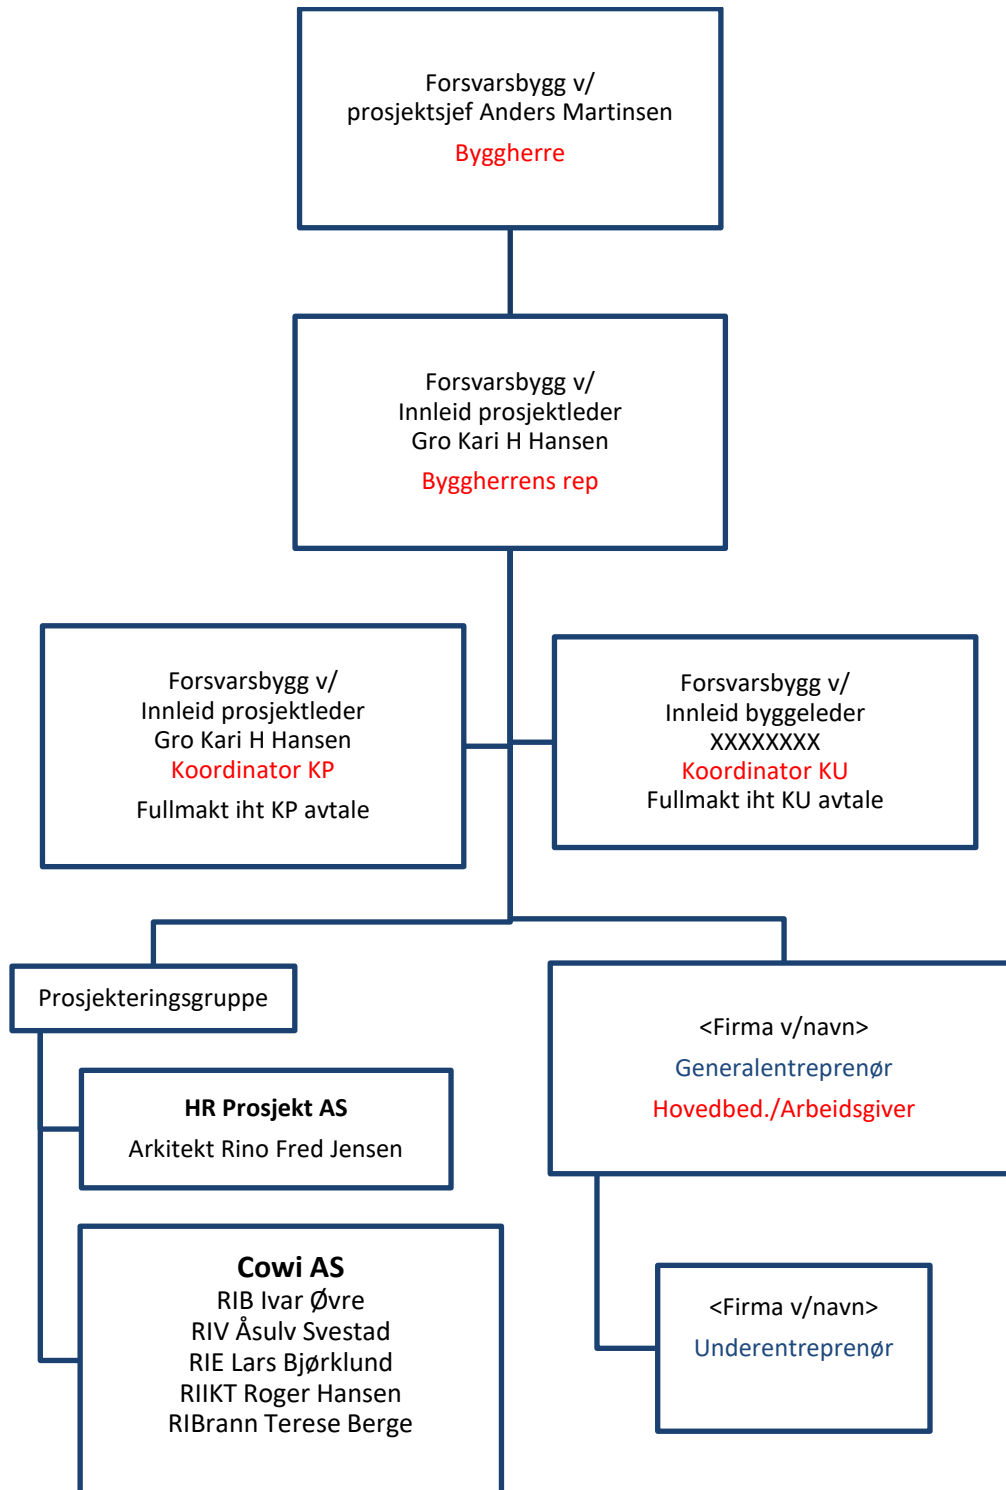 Forsvarsbygg v/
prosjektsjef Anders Martinsen
Byggherre
Forsvarsbygg v/
Innleid prosjektleder
Gro Kari H Hansen
Byggherrens rep
Forsvarsbygg v/
Innleid prosjektleder
Gro Kari H Hansen
Koordinator KP
Fullmakt iht KP avtale
Forsvarsbygg v/
Innleid byggeleder
XXXXXXXX
Koordinator KU
Fullmakt iht KU avtale
Prosjekteringsgruppe
HR Prosjekt AS
Arkitekt Rino Fred Jensen
Cowi AS
RIB Ivar Øvre
RIV Åsulv Svestad
RIE Lars Bjørklund
RIIKT Roger Hansen
RIBrann Terese Berge
<Firma v/navn>
Generalentreprenør
Hovedbed./Arbeidsgiver
<Firma v/navn>
Underentreprenør